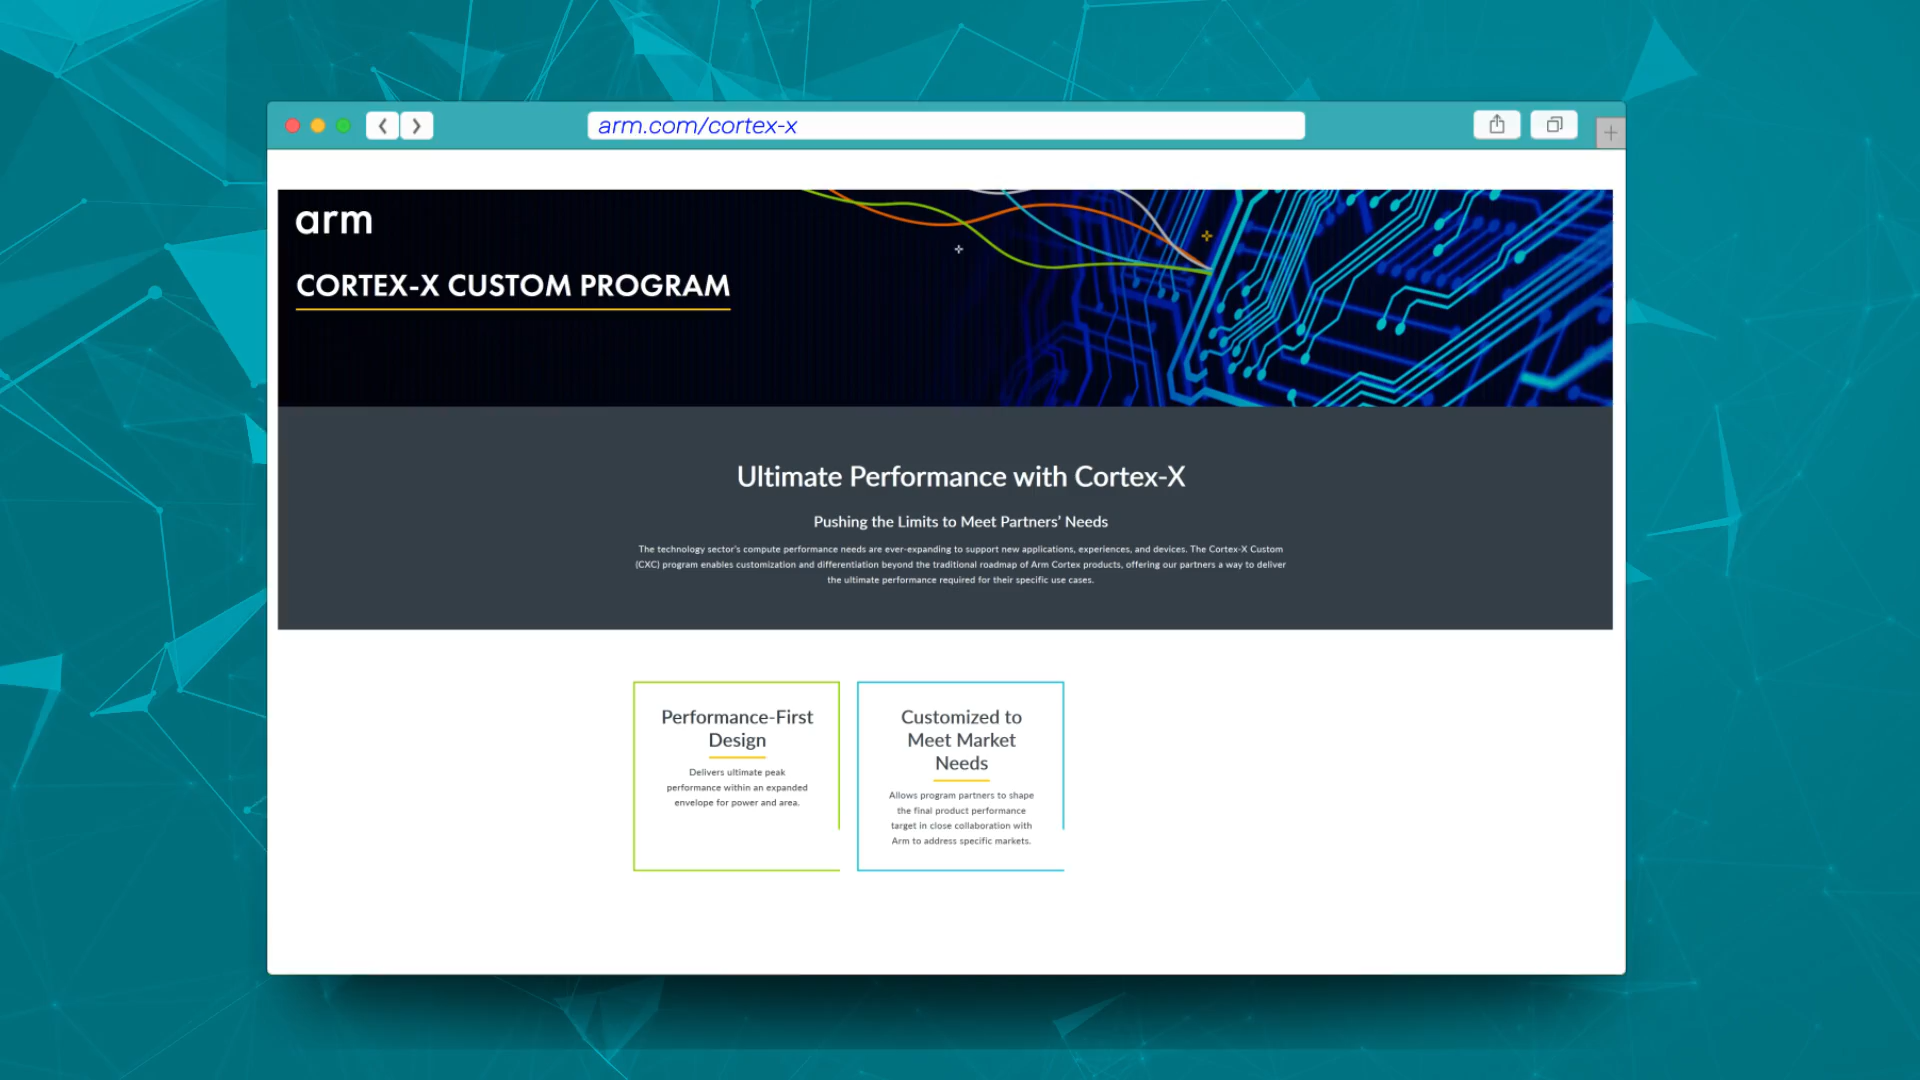 arm.com/cortex-x
arm
CORTEX-X CUSTOM PROGRAM
Ultimate Performance with Cortex-X
Pushing the Limits to Meet Partners’ Needs
The technology sector's compute performance needs are ever-expanding to support new applications, experiences, and devices. The Cortex-X Custom
(CXC) program enables customization and differentiation beyond the traditional roadmap of Arm Cortex products, offering our partners a way to deliver
the ultimate performance required for their specific use cases.
Performance-First
Design
Delivers ultimate peak
performance within an expanded
envelope for power and area.
Customized to
Meet Market
Needs
Allows program partners to shape
the final product performance
target in close collaboration with
Arm to address specific markets.